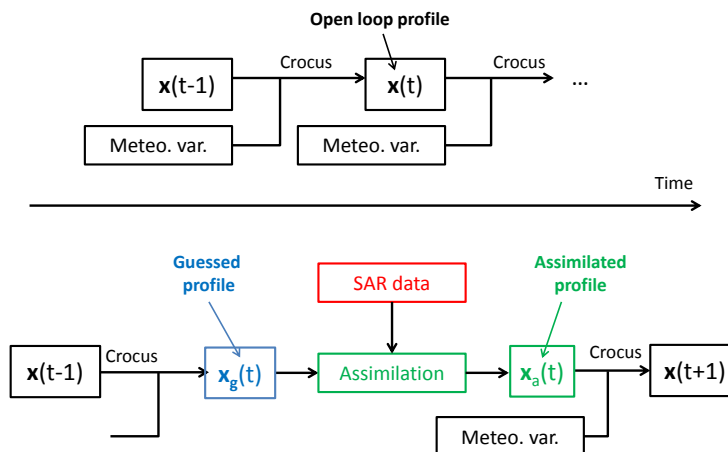 Open loop profile
Crocus
Crocus
x(t-1)
x(t)
...
Meteo. var.
Meteo. var.
Time
Guessed
profile
SAR data
Assimilated
profile
Crocus
Crocus
x(t-1)
xg(t)
Assimilation
xa(t)
x(t+1)
Meteo. var.